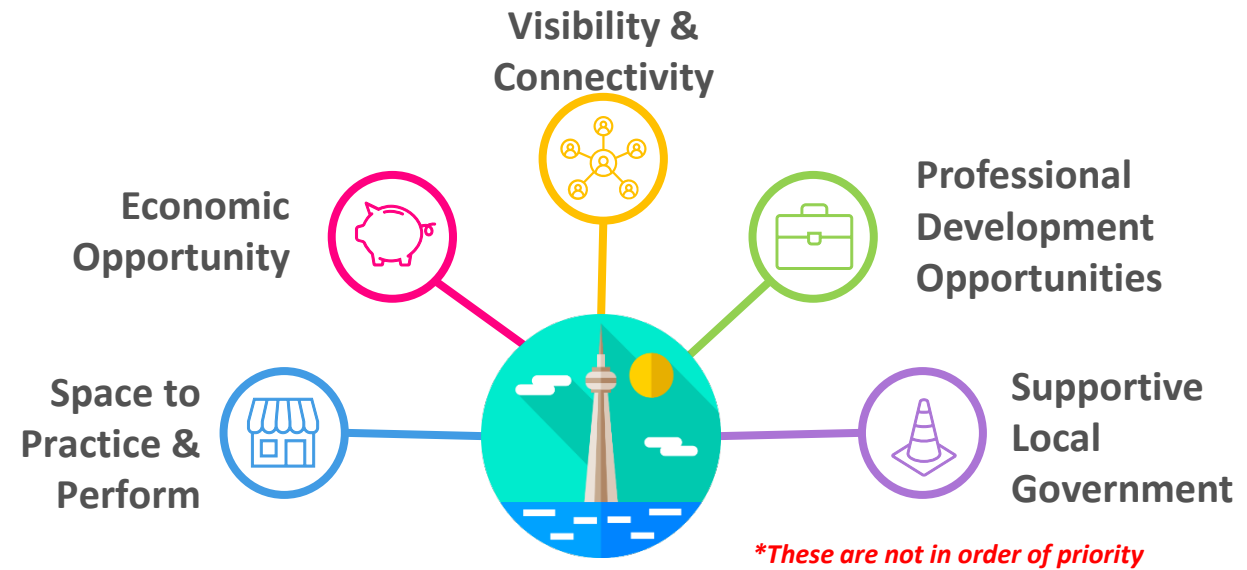 Visibility &
Connectivity
Economic
Opportunity
Professional
Development
Opportunities
Space to
Practice &
Perform
Supportive
Local
Government
*These are not in order of priority